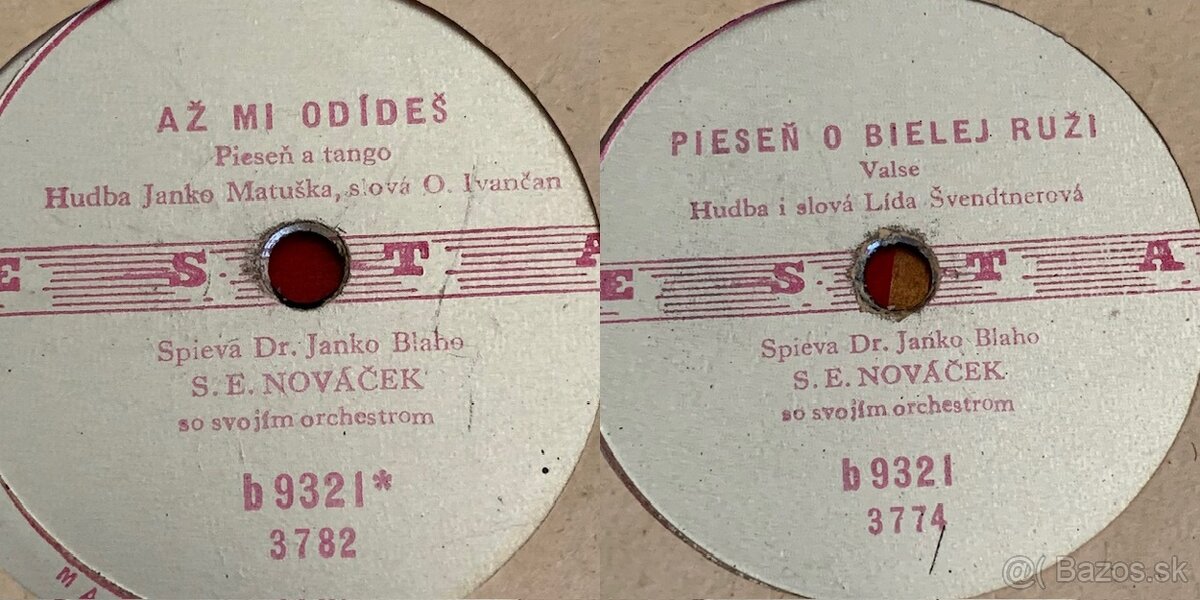 AŽ MI ODÍDEŠ
Pieseň a tango
Hudba Janko Matuška, slová O. Ivančan
E S T A
Spieva Dr. Janko Blaho
S. E. NOVÁČEK
so svojím orchestrom
b 9321*
3782
MA
PIESEŇ O BIELEJ RUŽI
Valse
Hudba i slová Lída Švendtnerová
E S T A
Spieva Dr. Janko Blaho
S. E. NOVÁČEK
so svojím orchestrom
b 9321
3774
@( Bazos.sk